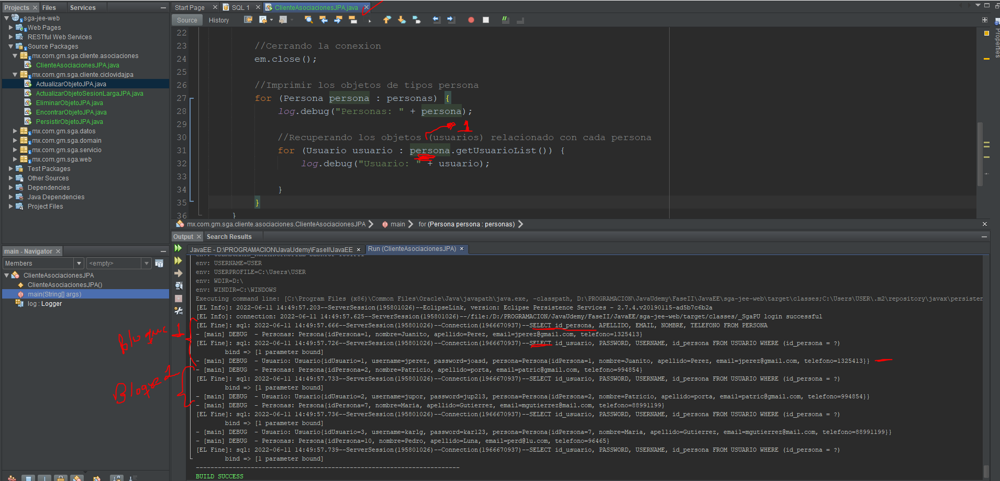 Projects
Files
Services
sga-jee-web
Web Pages
RESTful Web Services
Source Packages
mx.com.gm.sga.cliente.asociaciones
ClienteAsociacionesJPA.java
mx.com.gm.sga.cliente.ciclovidajpa
ActualizarObjetoJPA.java
ActualizarObjetoSesionLargaJPA.java
EliminarObjetoJPA.java
EncontrarObjetoJPA.java
PersistirObjetoJPA.java
mx.com.gm.sga.datos
mx.com.gm.sga.domain
mx.com.gm.sga.servicio
mx.com.gm.sga.web
Test Packages
Other Sources
Dependencies
Java Dependencies
Project Files
main - Navigator
Members
<empty>
ClienteAsociacionesJPA
ClienteAsociacionesJPA()
main(String[] args)
log : Logger
Start Page
SQL 1
ClienteAsociacionesJPA.java
Source
History
22
23 //Cerrando la conexion
24 em.close();
25
26 //Imprimir los objetos de tipos persona
27 for (Persona persona : personas) {
28 log.debug("Personas: " + persona);
29
1
30 //Recuperando los objetos (usuarios) relacionado con cada persona
31 for (Usuario usuario : persona.getUsuarioList()) {
32 log.debug("Usuario: " + usuario);
33
34 }
35 }
36 }
Properties
mx.com.gm.sga.cliente.asociaciones.ClienteAsociacionesJPA
main
for (Persona persona : personas)
Output
Search Results
JavaEE - D:\PROGRAMACION\JavaUdemy\FaseII\JavaEE
Run (ClienteAsociacionesJPA)
env: USERNAME=USER
env: USERPROFILE=C:\Users\USER
env: WDIR=D:\
env: WINDIR=C:\WINDOWS
Executing command line: [C:\Program Files (x86)\Common Files\Oracle\Java\javapath\java.exe, -classpath, D:\PROGRAMACION\JavaUdemy\FaseII\JavaEE\sga-jee-web\target\classes;C:\Users\USER\.m2\repository\javax\persisten
[EL Info]: 2022-06-11 14:49:57.203--ServerSession(195801026)--EclipseLink, version: Eclipse Persistence Services - 2.7.4.v20190115-ad5b7c6b2a
[EL Info]: connection: 2022-06-11 14:49:57.625--ServerSession(195801026)--/file:/D:/PROGRAMACION/JavaUdemy/FaseII/JavaEE/sga-jee-web/target/classes/_SgaPU login successful
[EL Fine]: sql: 2022-06-11 14:49:57.666--ServerSession(195801026)--Connection(1966670937)--SELECT id_persona, APELLIDO, EMAIL, NOMBRE, TELEFONO FROM PERSONA
- [main] DEBUG  - Personas: Persona{idPersona=1, nombre=Juanito, apellido=Perez, email=jperez@gmail.com, telefono=1325413}
[EL Fine]: sql: 2022-06-11 14:49:57.726--ServerSession(195801026)--Connection(1966670937)--SELECT id_usuario, PASSWORD, USERNAME, id_persona FROM USUARIO WHERE (id_persona = ?)
bind => [1 parameter bound]
- [main] DEBUG  - Usuario: Usuario{idUsuario=1, username=jperez, password=joasd, persona=Persona{idPersona=1, nombre=Juanito, apellido=Perez, email=jperez@gmail.com, telefono=1325413}}
- [main] DEBUG  - Personas: Persona{idPersona=2, nombre=Patricio, apellido=porta, email=patric@gmail.com, telefono=994854}
[EL Fine]: sql: 2022-06-11 14:49:57.733--ServerSession(195801026)--Connection(1966670937)--SELECT id_usuario, PASSWORD, USERNAME, id_persona FROM USUARIO WHERE (id_persona = ?)
bind => [1 parameter bound]
- [main] DEBUG  - Usuario: Usuario{idUsuario=2, username=jupor, password=jup213, persona=Persona{idPersona=2, nombre=Patricio, apellido=porta, email=patric@gmail.com, telefono=994854}}
- [main] DEBUG  - Personas: Persona{idPersona=7, nombre=Maria, apellido=Gutierrez, email=mgutierrez@mail.com, telefono=88991199}
[EL Fine]: sql: 2022-06-11 14:49:57.736--ServerSession(195801026)--Connection(1966670937)--SELECT id_usuario, PASSWORD, USERNAME, id_persona FROM USUARIO WHERE (id_persona = ?)
bind => [1 parameter bound]
- [main] DEBUG  - Usuario: Usuario{idUsuario=3, username=karlg, password=kar123, persona=Persona{idPersona=7, nombre=Maria, apellido=Gutierrez, email=mgutierrez@mail.com, telefono=88991199}}
- [main] DEBUG  - Personas: Persona{idPersona=10, nombre=Pedro, apellido=Luna, email=perd@lu.com, telefono=96465}
[EL Fine]: sql: 2022-06-11 14:49:57.739--ServerSession(195801026)--Connection(1966670937)--SELECT id_usuario, PASSWORD, USERNAME, id_persona FROM USUARIO WHERE (id_persona = ?)
bind => [1 parameter bound]
------------------------------------------------------------------------
BUILD SUCCESS
Bloque 1
Bloque 2